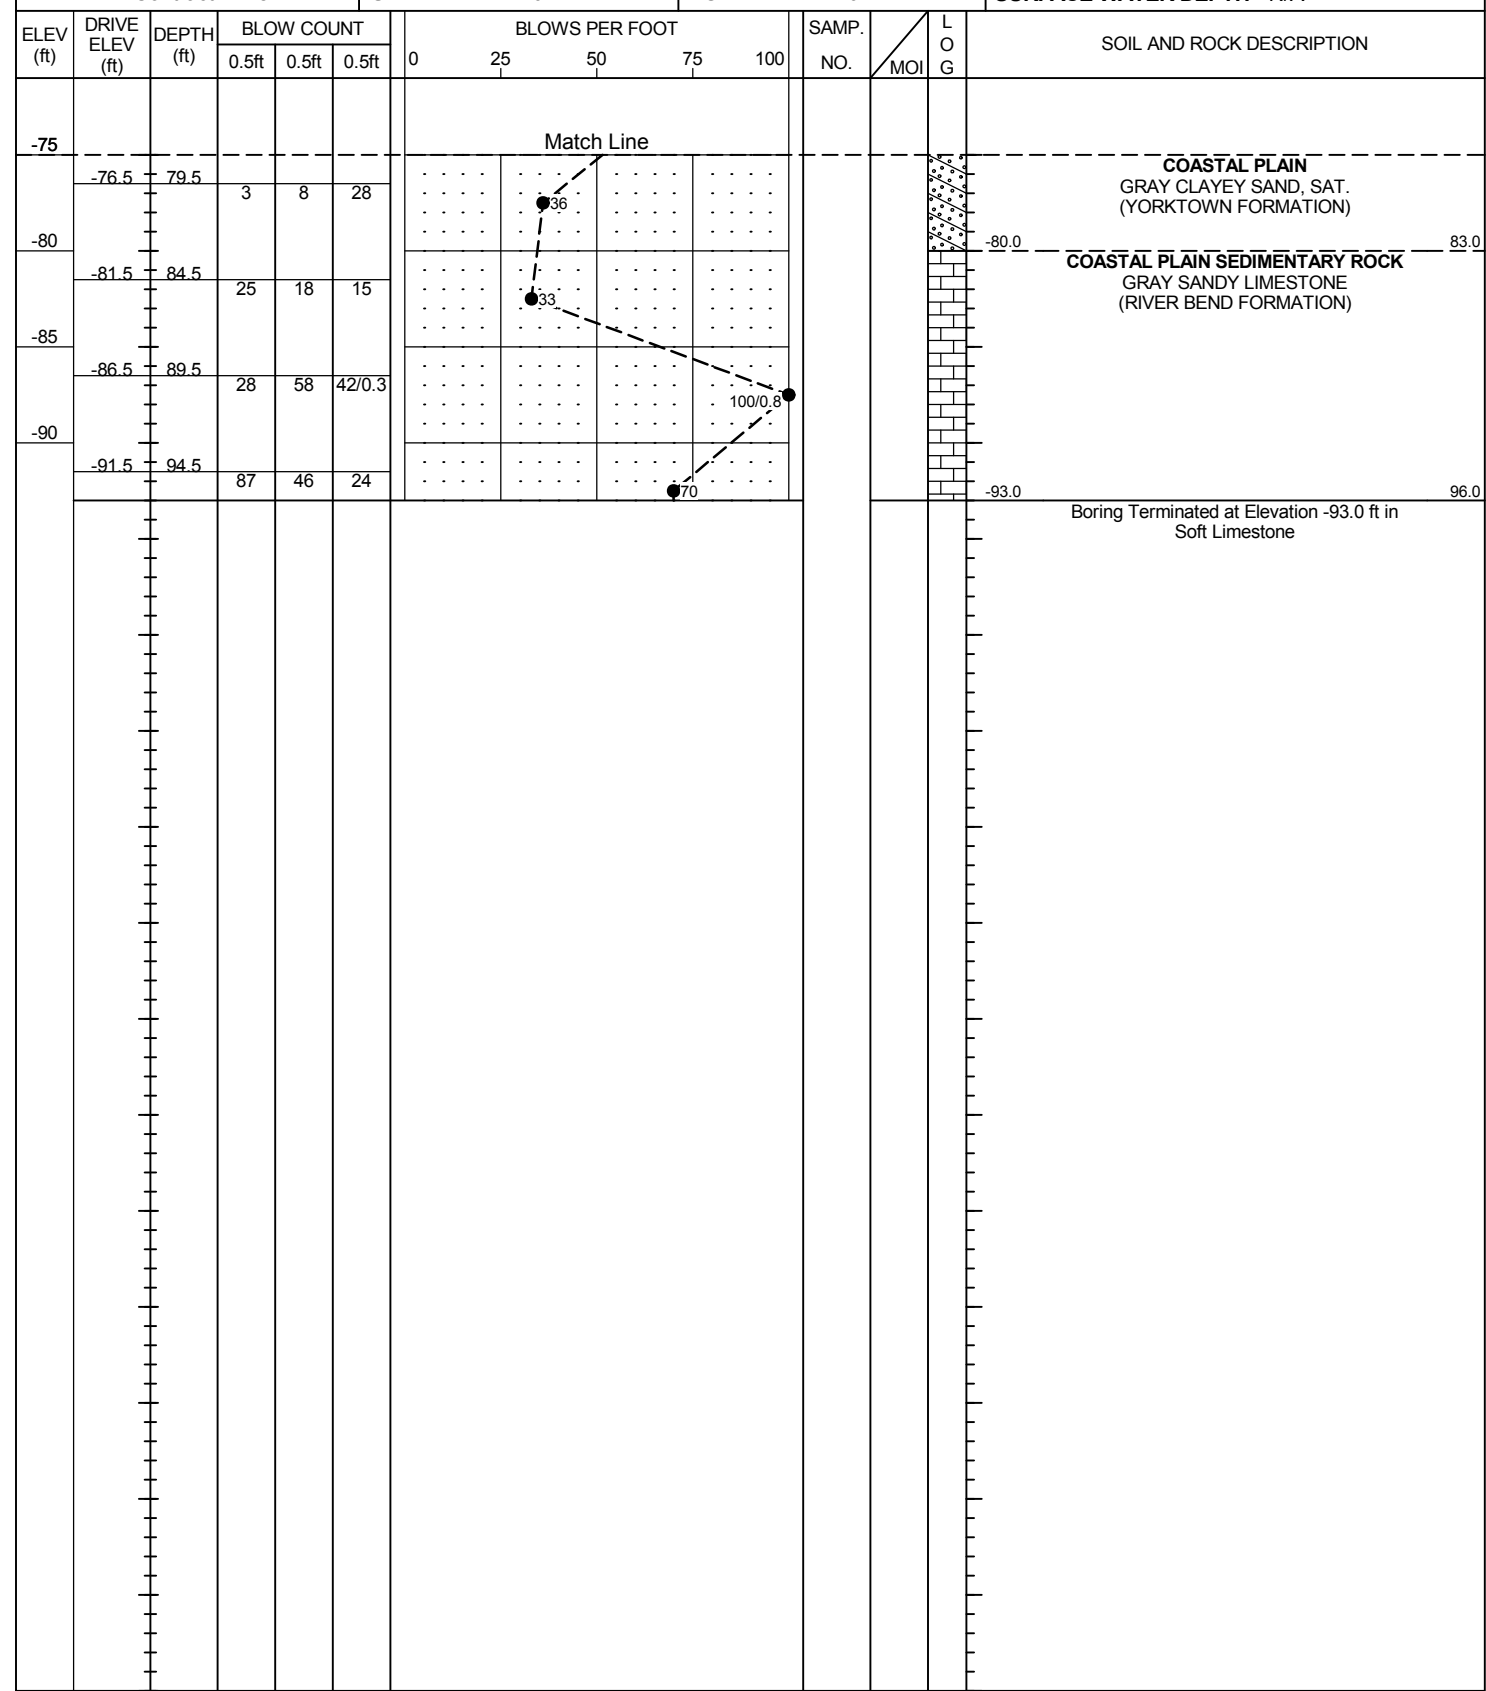 ELEV (ft) DRIVE ELEV (ft) DEPTH (ft) BLOW COUNT BLOWS PER FOOT SAMP. NO. MOI LOG SOIL AND ROCK DESCRIPTION
0.5ft 0.5ft 0.5ft 0 25 50 75 100
-75 Match Line
COASTAL PLAIN
-76.5 79.5 GRAY CLAYEY SAND, SAT.
3 8 28 36 (YORKTOWN FORMATION)
-80 -80.0 83.0
COASTAL PLAIN SEDIMENTARY ROCK
-81.5 84.5 GRAY SANDY LIMESTONE
25 18 15 33 (RIVER BEND FORMATION)
-85
-86.5 89.5
28 58 42/0.3 100/0.8
-90
-91.5 94.5
87 46 24 70 -93.0 96.0
Boring Terminated at Elevation -93.0 ft in
Soft Limestone